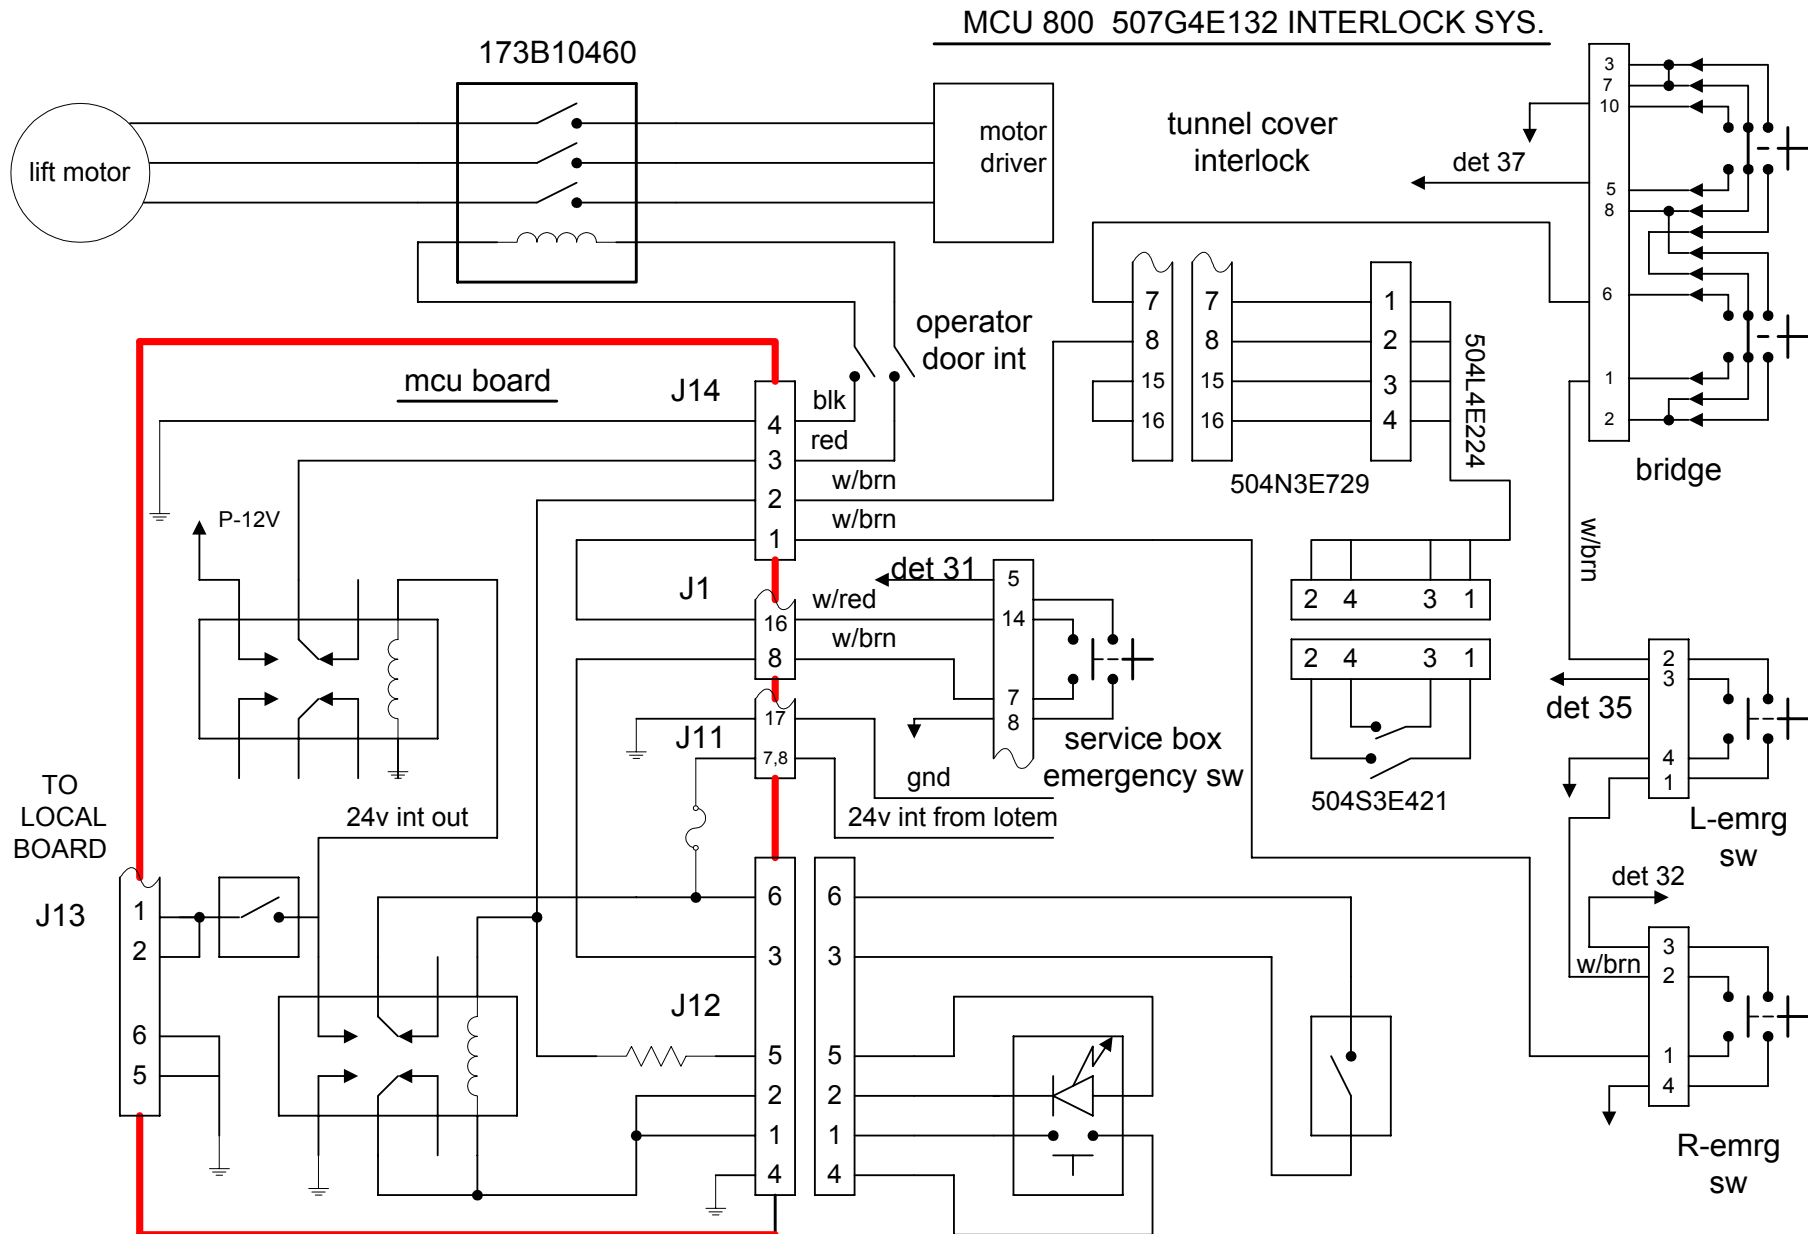 MCU 800 507G4E132 INTERLOCK SYS.
173B10460
lift motor
motor
driver
tunnel cover
interlock
det 37
3
7
10
5
8
6
1
2
bridge
operator
door int
mcu board
J14
blk
4
red
3
w/brn
2
w/brn
1
7
8
15
16
7
8
15
16
1
2
3
4
504L4E224
504N3E729
P-12V
J1
det 31
w/red
16
w/brn
8
5
14
7
8
service box
emergency sw
J11
17
7,8
gnd
24v int from lotem
24v int out
2 4 3 1
2 4 3 1
504S3E421
w/brn
2
3
4
1
det 35
L-emrg
sw
det 32
3
2
1
4
w/brn
R-emrg
sw
TO
LOCAL
BOARD
J13
1
2
6
5
J12
6
3
5
2
1
4
6
3
5
2
1
4